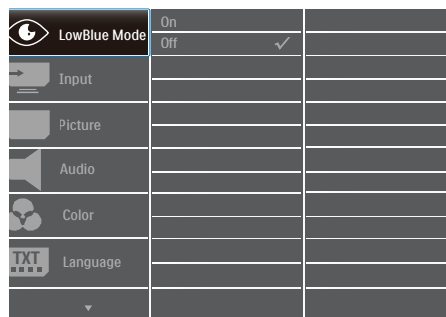 LowBlue Mode
On
Off
Input
Picture
Audio
Color
TXT
Language